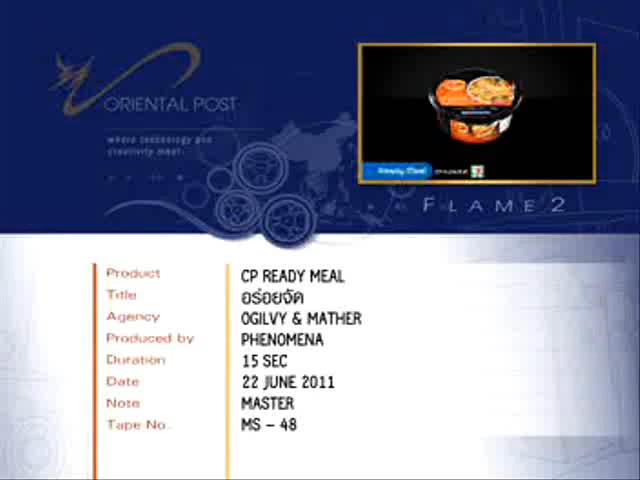 ORIENTAL POST
where technology and
creativity meet.
FLAME 2
Product CP READY MEAL
Title อร่อยจัด
Agency OGILVY & MATHER
Produced by PHENOMENA
Duration 15 SEC
Date 22 JUNE 2011
Note MASTER
Tape No. MS - 48